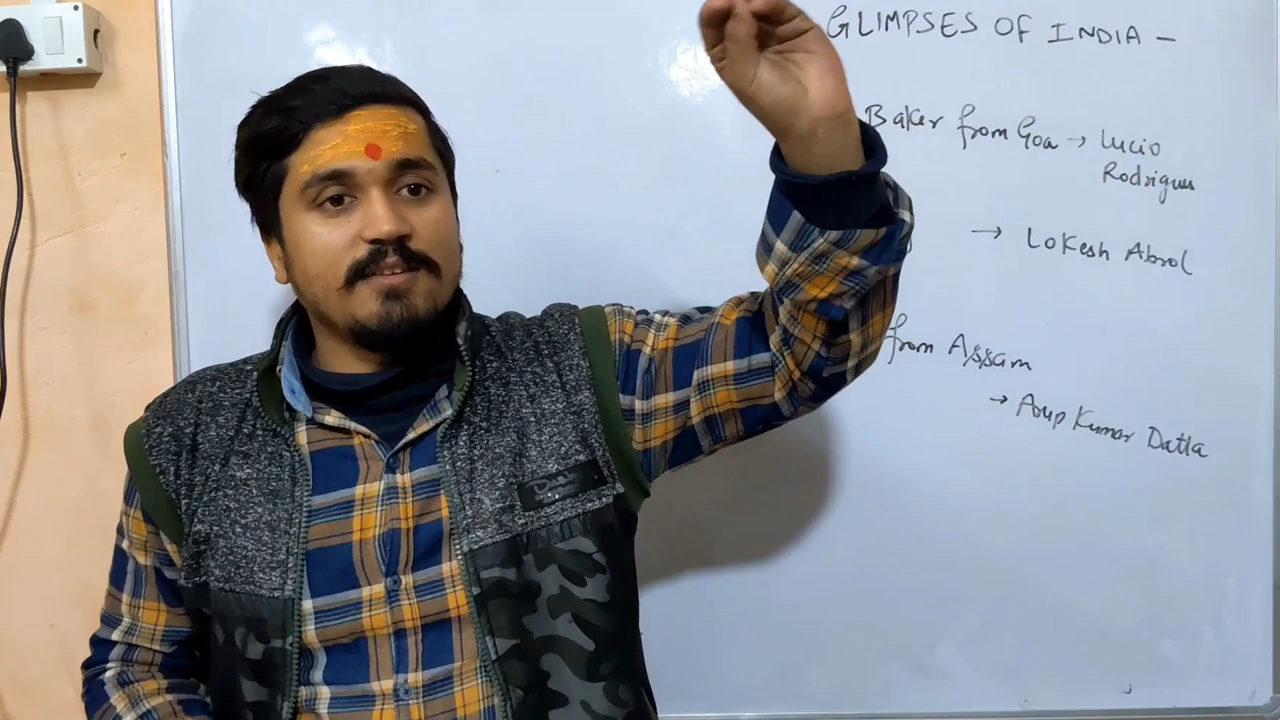 GLIMPSES OF INDIA -
Baker from Goa → Lucio
Rodrigues
→ Lokesh Abrol
from Assam
→ Arup Kumar Datta